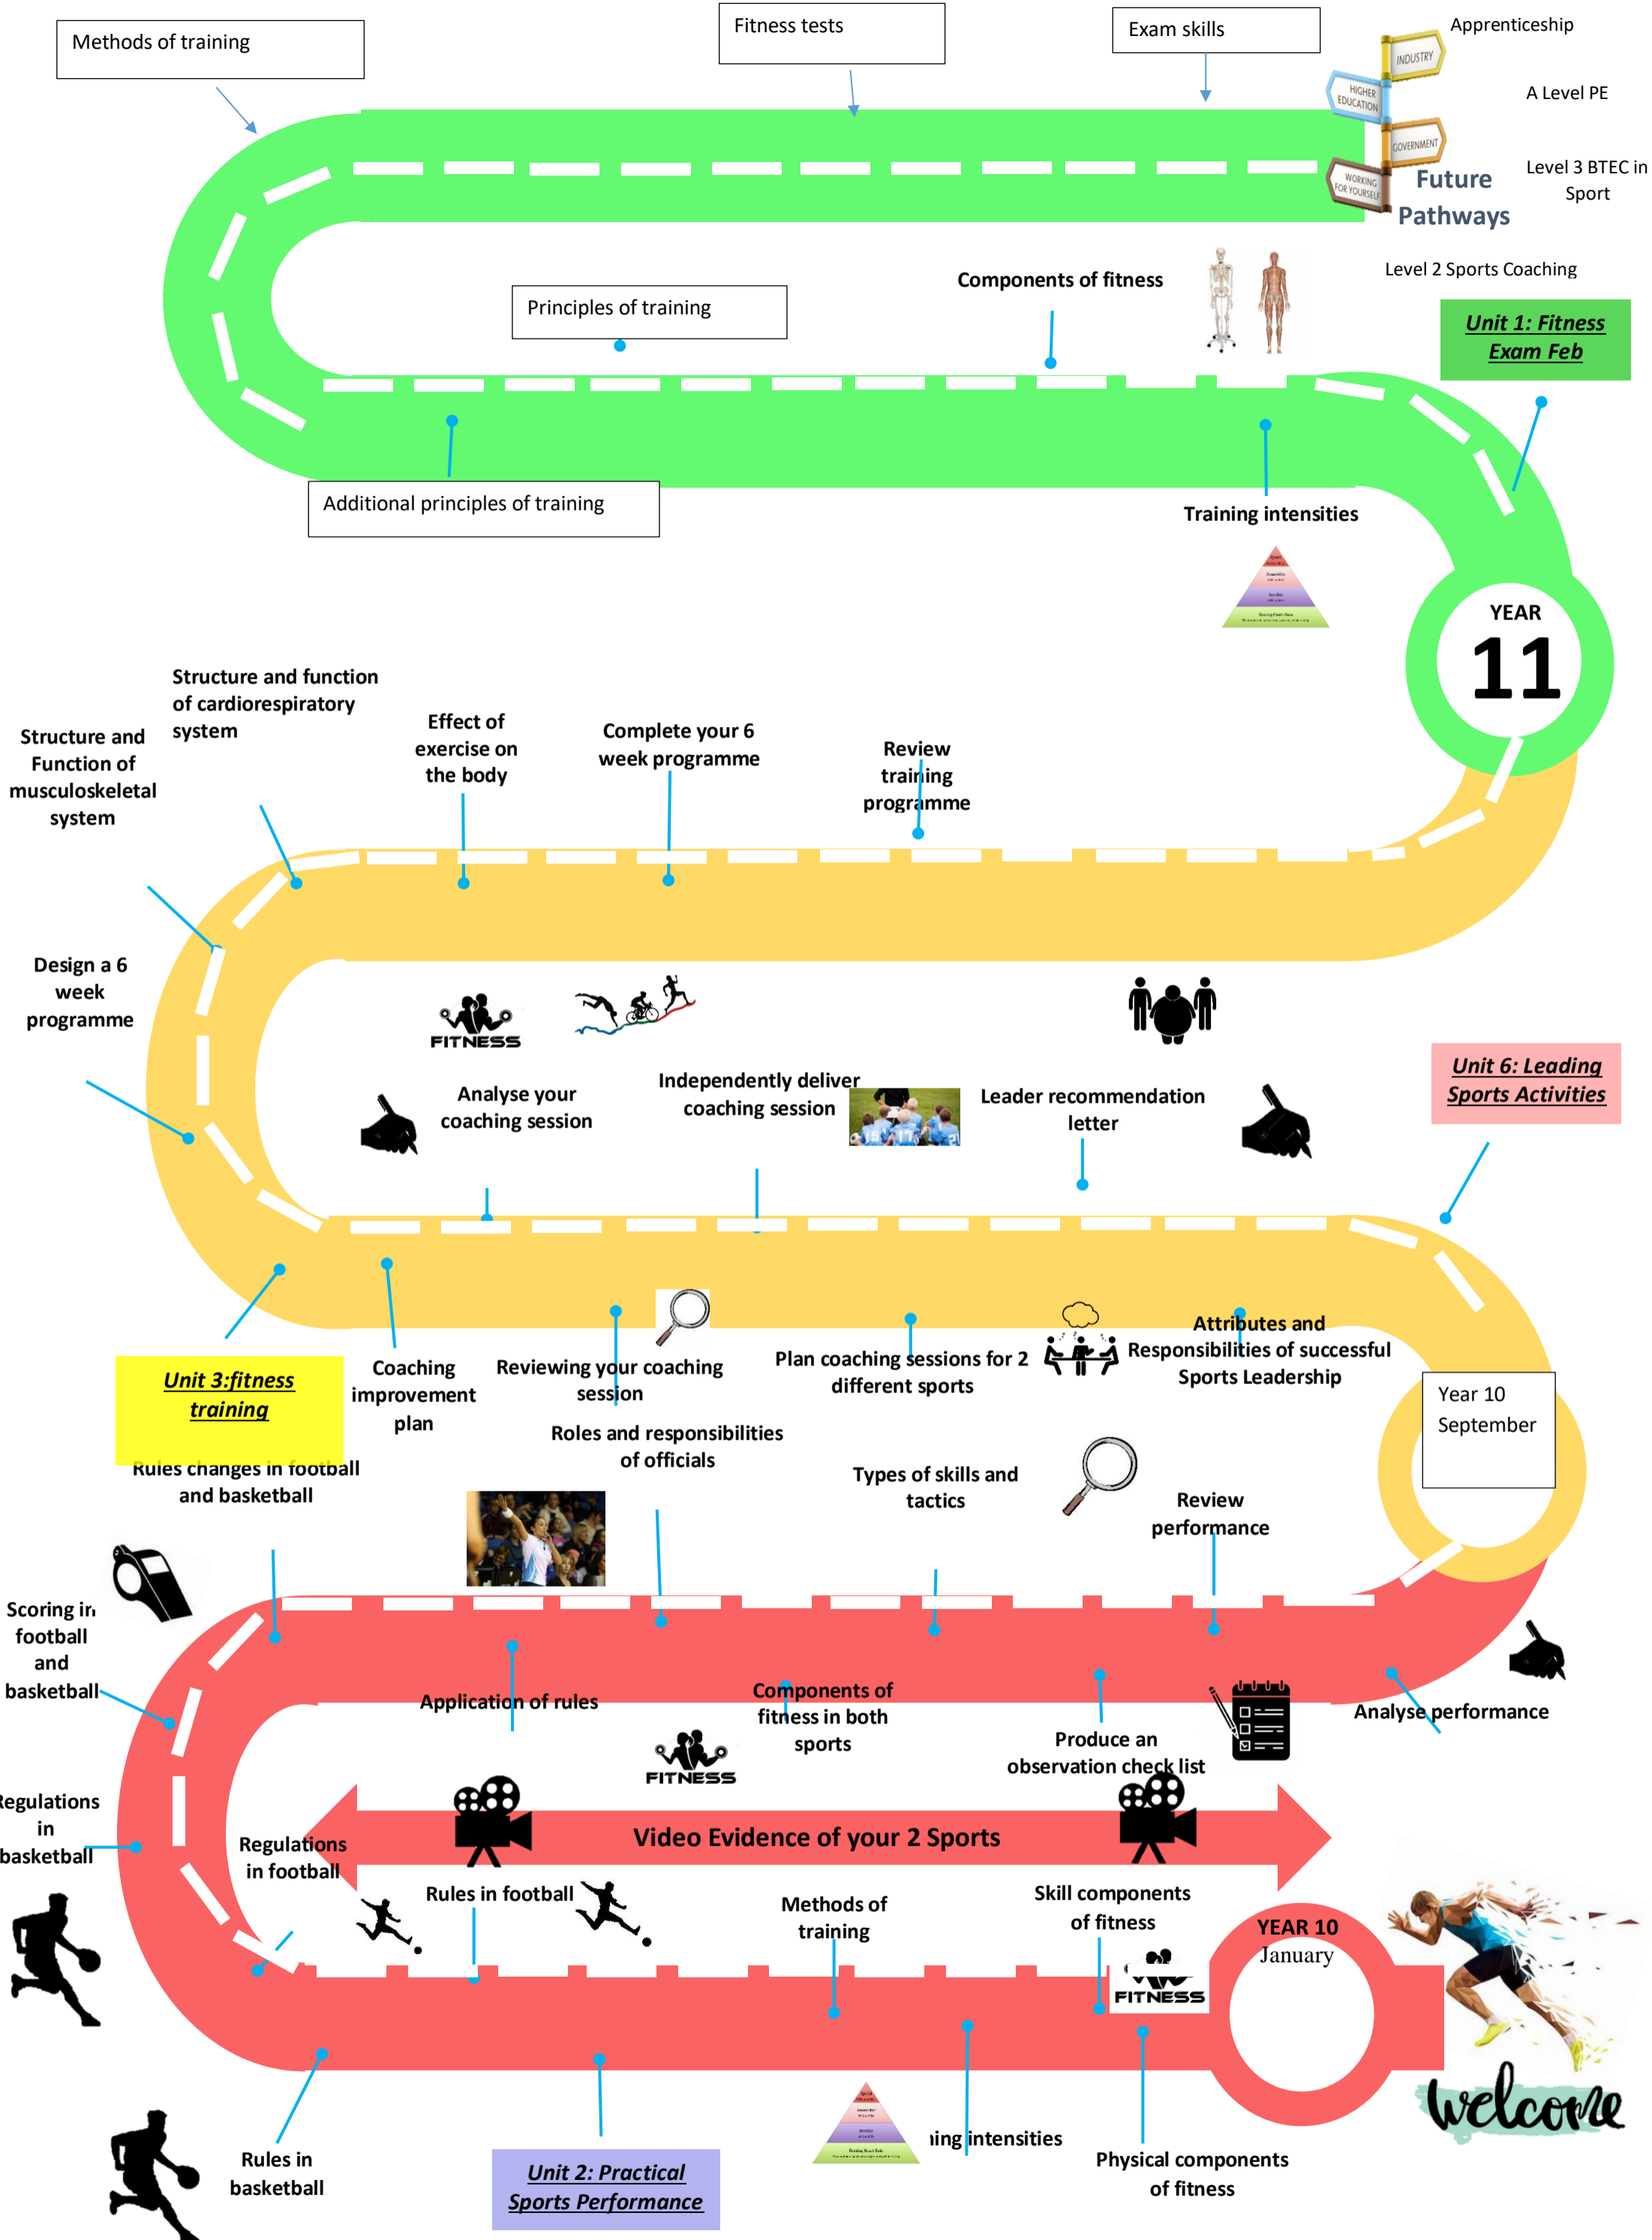 Methods of training
Fitness tests
Exam skills
Apprenticeship
INDUSTRY
HIGHER
EDUCATION
A Level PE
GOVERNMENT
WORKING
FOR YOURSELF
Level 3 BTEC in
Sport
Future
Pathways
Level 2 Sports Coaching
Components of fitness
Principles of training
Unit 1: Fitness
Exam Feb
Additional principles of training
Training intensities
YEAR
11
Structure and function
of cardiorespiratory
system
Structure and
Function of
musculoskeletal
system
Effect of
exercise on
the body
Complete your 6
week programme
Review
training
programme
Design a 6
week
programme
FITNESS
Analyse your
coaching session
Independently deliver
coaching session
Leader recommendation
letter
Unit 6: Leading
Sports Activities
Unit 3:fitness
training
Coaching
improvement
plan
Reviewing your coaching
session
Plan coaching sessions for 2
different sports
Attributes and
Responsibilities of successful
Sports Leadership
Year 10
September
Rules changes in football
and basketball
Roles and responsibilities
of officials
Types of skills and
tactics
Review
performance
Scoring in
football
and
basketball
Application of rules
Components of
fitness in both
sports
FITNESS
Produce an
observation check list
Analyse performance
Regulations
in
basketball
Video Evidence of your 2 Sports
Regulations
in football
Rules in football
Methods of
training
Skill components
of fitness
FITNESS
YEAR 10
January
welcome
Rules in
basketball
Unit 2: Practical
Sports Performance
ning intensities
Physical components
of fitness